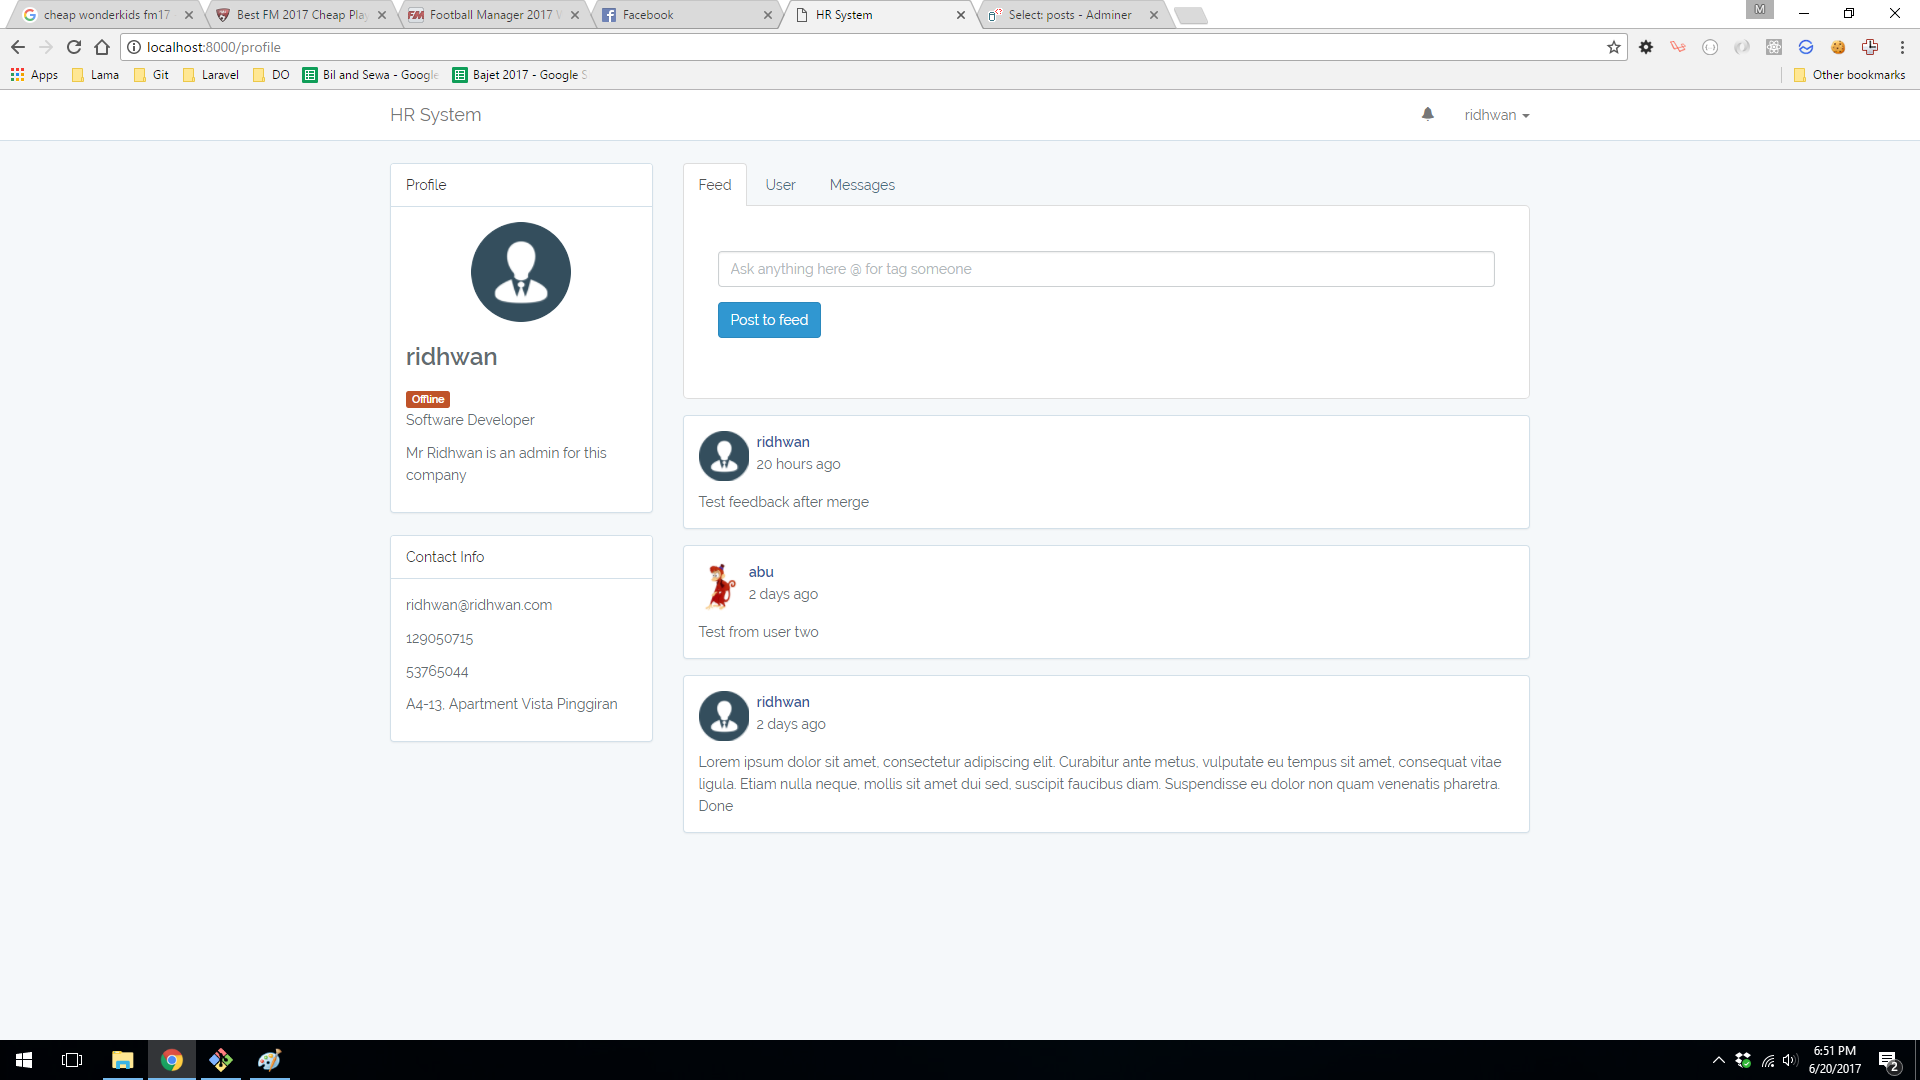 cheap wonderkids fm17
Best FM 2017 Cheap Pla
Football Manager 2017 W
Facebook
HR System
Select: posts - Adminer
M
localhost:8000/profile
Apps
Lama
Git
Laravel
DO
Bil and Sewa - Google
Bajet 2017 - Google S
Other bookmarks
HR System
ridhwan
Profile
ridhwan
Offline
Software Developer
Mr Ridhwan is an admin for this
company
Contact Info
ridhwan@ridhwan.com
129050715
53765044
A4-13, Apartment Vista Pinggiran
Feed
User
Messages
Ask anything here @ for tag someone
Post to feed
ridhwan
20 hours ago
Test feedback after merge
abu
2 days ago
Test from user two
ridhwan
2 days ago
Lorem ipsum dolor sit amet, consectetur adipiscing elit. Curabitur ante metus, vulputate eu tempus sit amet, consequat vitae
ligula. Etiam nulla neque, mollis sit amet dui sed, suscipit faucibus diam. Suspendisse eu dolor non quam venenatis pharetra.
Done
6:51 PM
6/20/2017
2